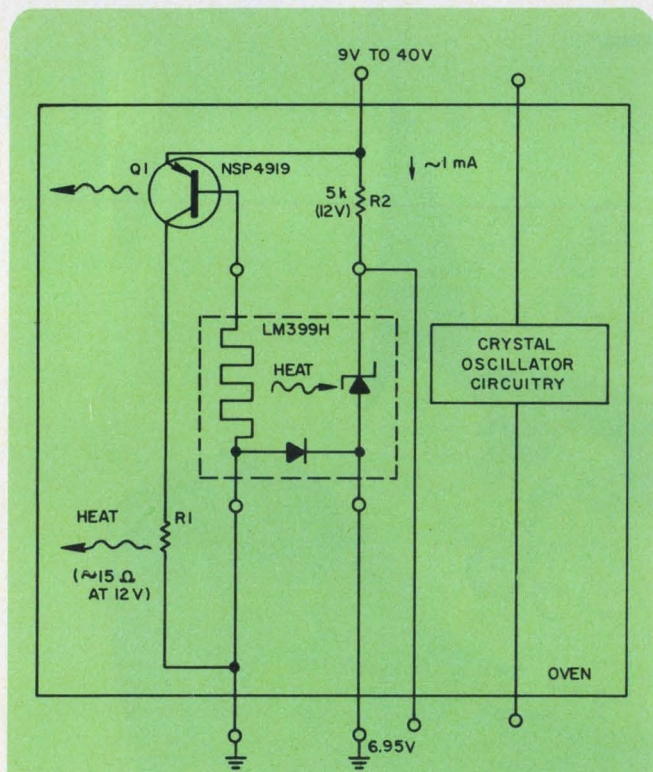 9V TO 40V
Q1
NSP4919
~1 mA
5k
(12V)
R2
LM399H
HEAT
CRYSTAL
OSCILLATOR
CIRCUITRY
HEAT
R1
(≈15 Ω
AT 12V)
OVEN
6.95V